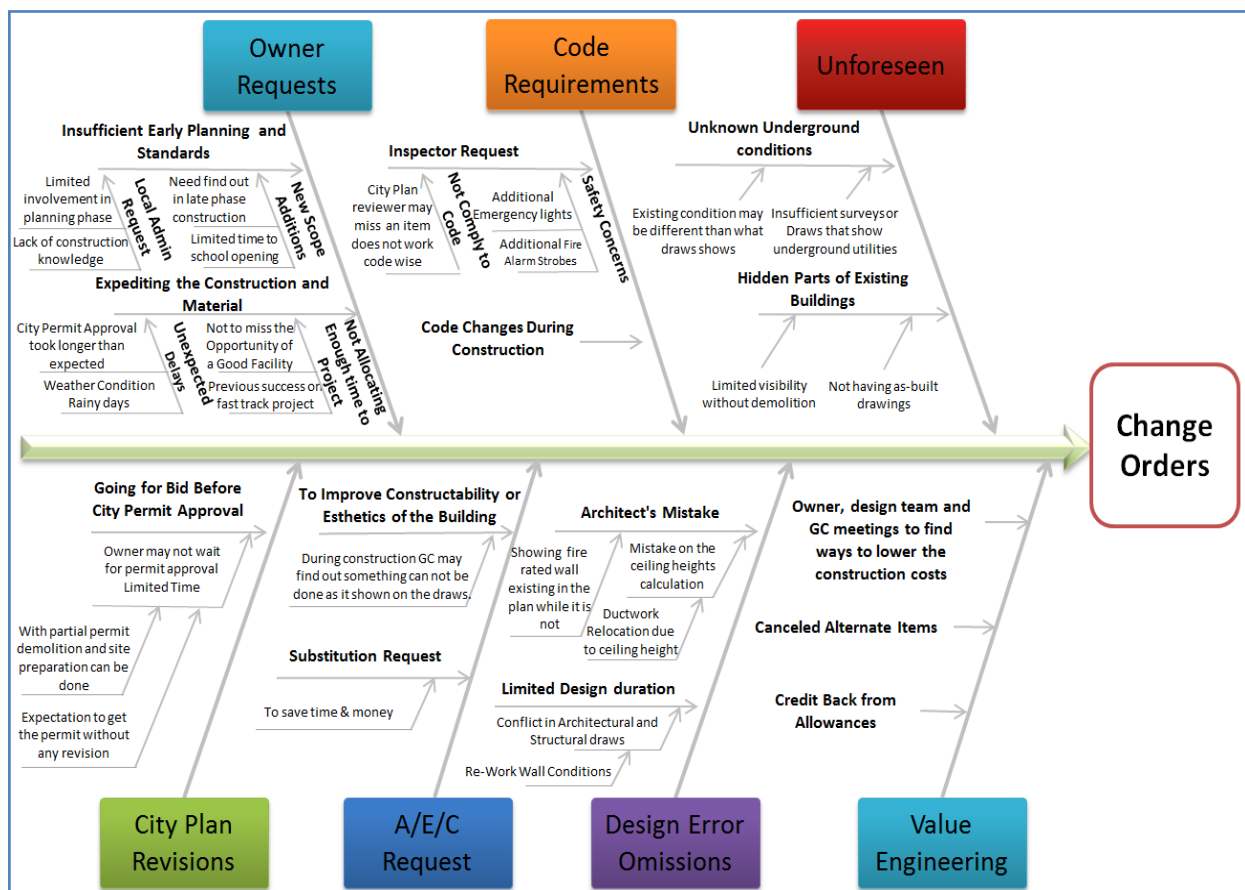 Owner
Requests
Code
Requirements
Unforeseen
Insufficient Early Planning and
Standards
Limited
involvement in
planning phase
Lack of construction
knowledge
Local Admin
Request
Need find out
in late phase
construction
Limited time to
school opening
New Scope
Additions
Expediting the Construction and
Material
City Permit Approval
took longer than
expected
Weather Condition
Rainy days
Unexpected
Delays
Not to miss the
Opportunity of
a Good Facility
Previous success on
fast track project
Not Allocating
Enough time to
Project
Inspector Request
City Plan
reviewer may
miss an item
does not work
code wise
Not Comply to
Code
Additional
Emergency lights
Additional Fire
Alarm Strobes
Safety Concerns
Code Changes During
Construction
Unknown Underground
conditions
Existing condition may
be different than what
draws shows
Insufficient surveys or
Draws that show
underground utilities
Hidden Parts of Existing
Buildings
Limited visibility
without demolition
Not having as-built
drawings
Change
Orders
Going for Bid Before
City Permit Approval
Owner may not wait
for permit approval
Limited Time
With partial permit
demolition and site
preparation can be
done
Expectation to get
the permit without
any revision
To Improve Constructability or
Esthetics of the Building
During construction GC may
find out something can not be
done as it shown on the draws.
Substitution Request
To save time & money
Architect's Mistake
Showing fire
rated wall
existing in the
plan while it is
not
Mistake on the
ceiling heights
calculation
Ductwork
Relocation due
to ceiling height
Limited Design duration
Conflict in Architectural and
Structural draws
Re-Work Wall Conditions
Owner, design team and
GC meetings to find
ways to lower the
construction costs
Canceled Alternate Items
Credit Back from
Allowances
City Plan
Revisions
A/E/C
Request
Design Error
Omissions
Value
Engineering